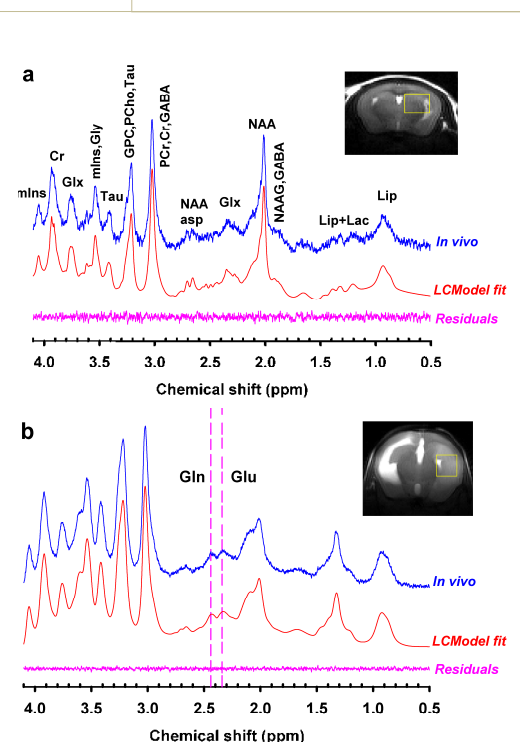 a
GPC,PCho,Tau
PCr,Cr,GABA
NAA
mIns,Gly
NAAG,GABA
Cr
mIns
Glx
Tau
NAA
asp
Glx
Lip+Lac
Lip
In vivo
LCModel fit
Residuals
4.0 3.5 3.0 2.5 2.0 1.5 1.0 0.5
Chemical shift (ppm)
b
Gln Glu
In vivo
LCModel fit
Residuals
4.0 3.5 3.0 2.5 2.0 1.5 1.0 0.5
Chemical shift (ppm)